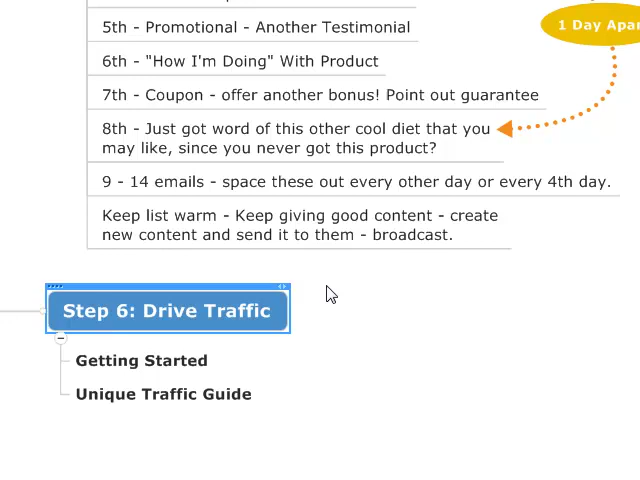 5th - Promotional - Another Testimonial
1 Day Apar
6th - "How I'm Doing" With Product
7th - Coupon - offer another bonus! Point out guarantee
8th - Just got word of this other cool diet that you
may like, since you never got this product?
9 - 14 emails - space these out every other day or every 4th day.
Keep list warm - Keep giving good content - create
new content and send it to them - broadcast.
Step 6: Drive Traffic
Getting Started
Unique Traffic Guide